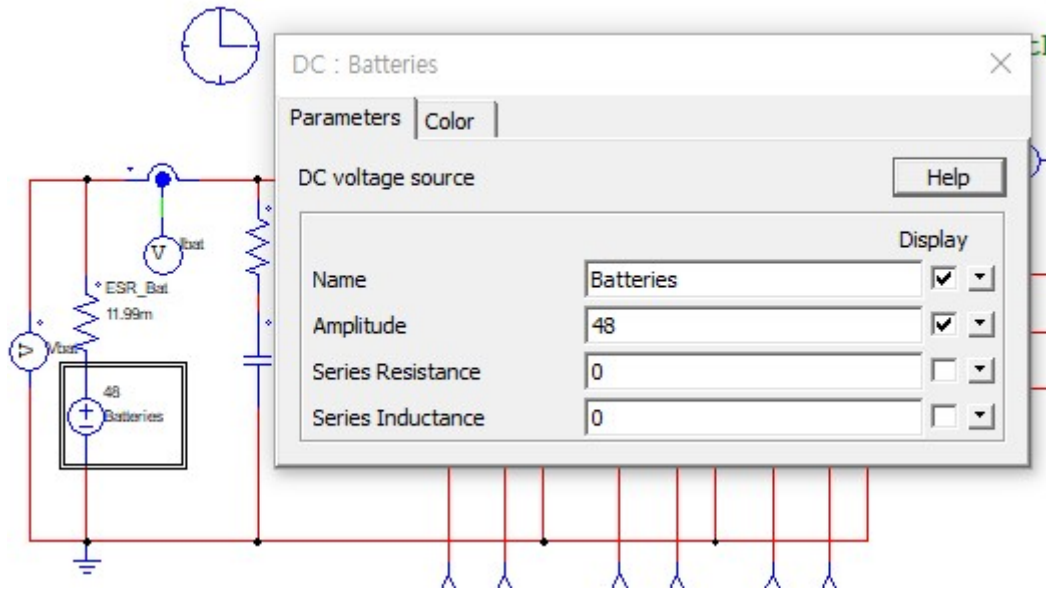 DC : Batteries
Parameters
Color
DC voltage source
Help
Display
Name
Batteries
Amplitude
48
Series Resistance
0
Series Inductance
0
V
Ibat
ESR_Bat
11.99m
V
Vbat
48
Batteries